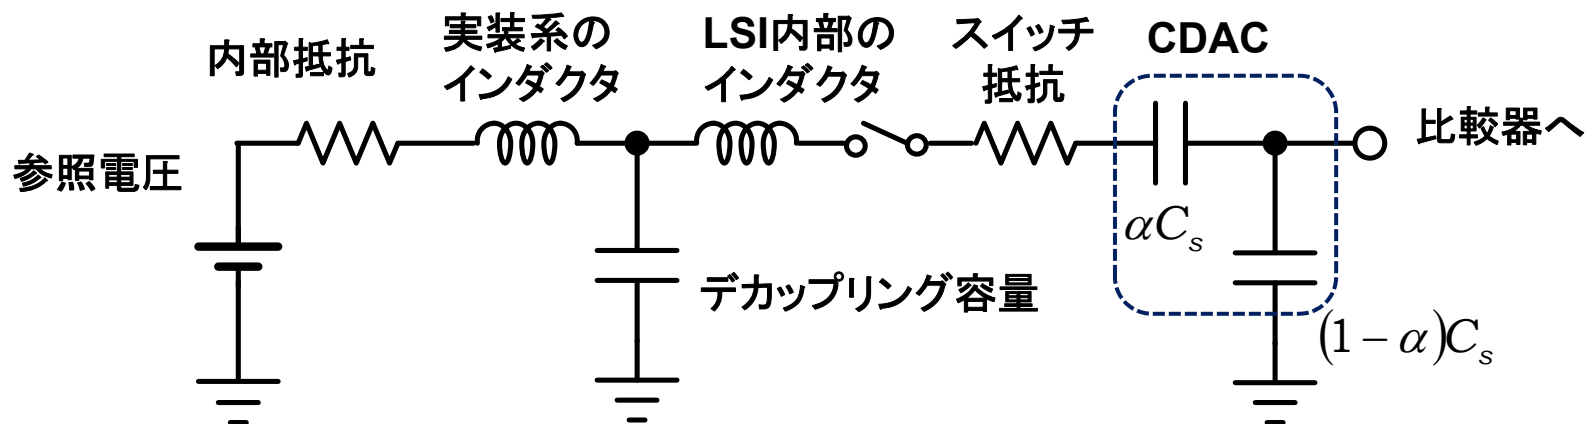 内部抵抗
実装系の
インダクタ
LSI内部の
インダクタ
スイッチ
抵抗
CDAC
比較器へ
参照電圧
αCs
デカップリング容量
(1 − α)Cs